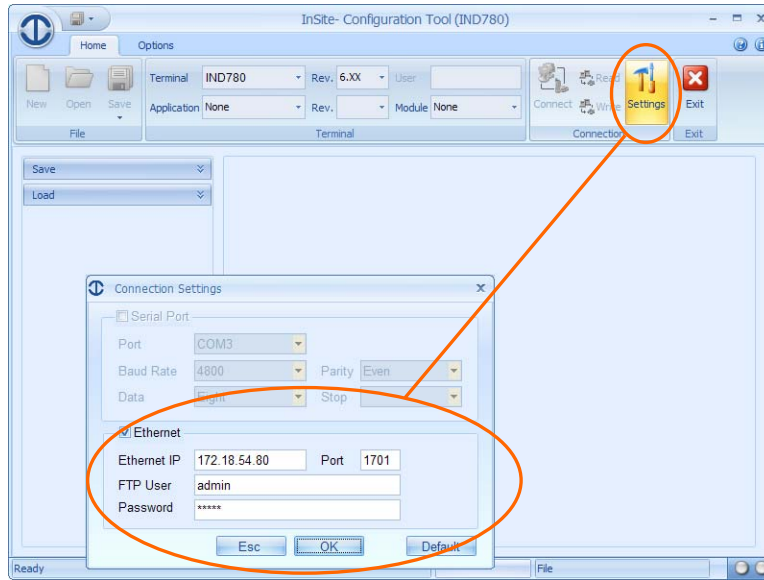 InSite- Configuration Tool (IND780)
Home Options
New Open Save
File
Terminal IND780 Rev. 6.XX User
Application None Rev. Module None
Terminal
Connect Read Write Settings
Connection
Exit
Exit
Save
Load
Connection Settings
Serial Port
Port COM3
Baud Rate 4800 Parity Even
Data Eight Stop
Ethernet
Ethernet IP 172.18.54.80 Port 1701
FTP User admin
Password *****
Esc OK Default
Ready File